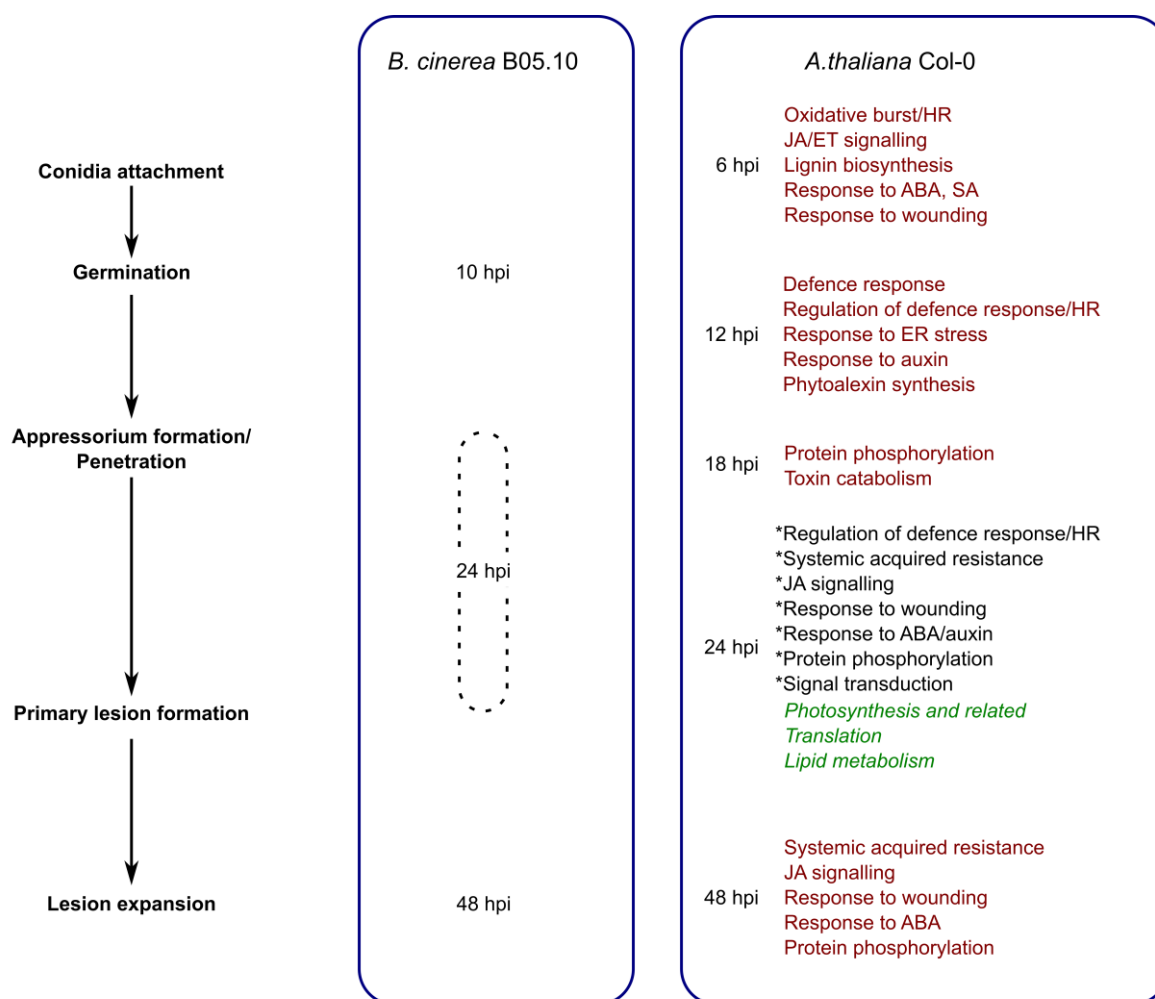 B. cinerea B05.10
A.thaliana Col-0
Conidia attachment
Germination
Appressorium formation/
Penetration
Primary lesion formation
Lesion expansion
10 hpi
24 hpi
48 hpi
6 hpi
Oxidative burst/HR
JA/ET signalling
Lignin biosynthesis
Response to ABA, SA
Response to wounding
12 hpi
Defence response
Regulation of defence response/HR
Response to ER stress
Response to auxin
Phytoalexin synthesis
18 hpi
Protein phosphorylation
Toxin catabolism
24 hpi
*Regulation of defence response/HR
*Systemic acquired resistance
*JA signalling
*Response to wounding
*Response to ABA/auxin
*Protein phosphorylation
*Signal transduction
Photosynthesis and related
Translation
Lipid metabolism
48 hpi
Systemic acquired resistance
JA signalling
Response to wounding
Response to ABA
Protein phosphorylation